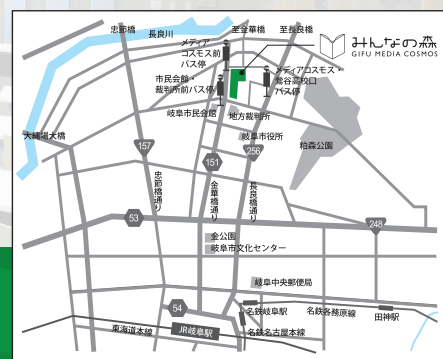 忠節橋
長良川
至金華橋
至長良橋
メディア
コスモス前
バス停
みんなの森
GIFU MEDIA COSMOS
メディアコスモス・
鶯谷高校口
バス停
市民会館・
裁判所前バス停
岐阜市民会館
地方裁判所
大縄場大橋
岐阜市役所
粕森公園
157
151
256
忠節橋通り
金華橋通り
長良橋通り
53
248
金公園
岐阜市文化センター
岐阜中央郵便局
54
名鉄岐阜駅
名鉄各務原線
田神駅
東海道本線
JR岐阜駅
名鉄名古屋本線